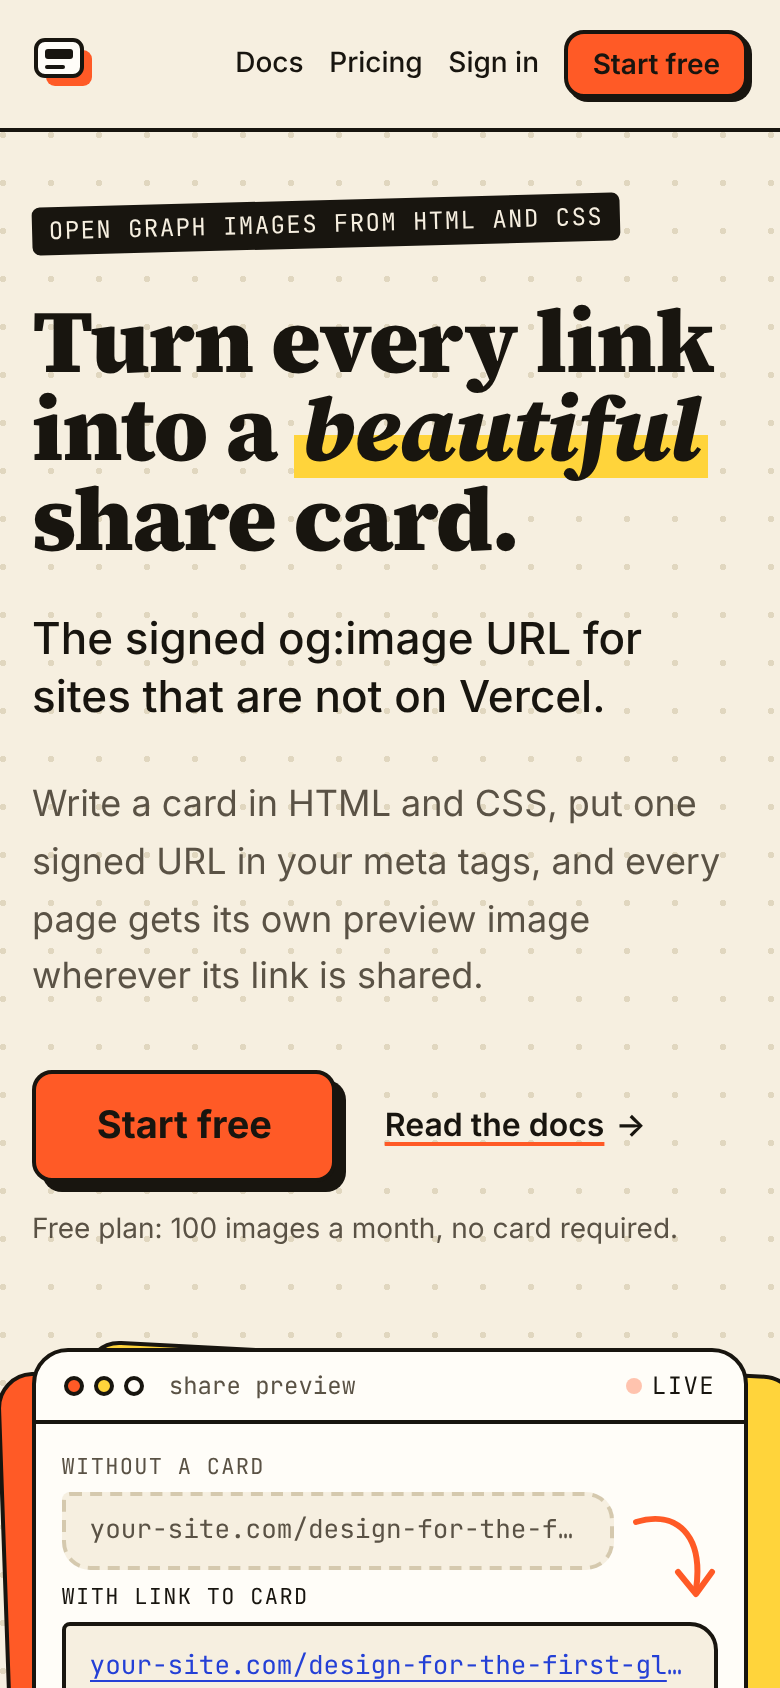 Docs Pricing Sign in Start free
OPEN GRAPH IMAGES FROM HTML AND CSS
Turn every link
into a beautiful
share card.
The signed og:image URL for
sites that are not on Vercel.
Write a card in HTML and CSS, put one
signed URL in your meta tags, and every
page gets its own preview image
wherever its link is shared.
Start free Read the docs →
Free plan: 100 images a month, no card required.
share preview LIVE
WITHOUT A CARD
your-site.com/design-for-the-f…
WITH LINK TO CARD
your-site.com/design-for-the-first-gl…